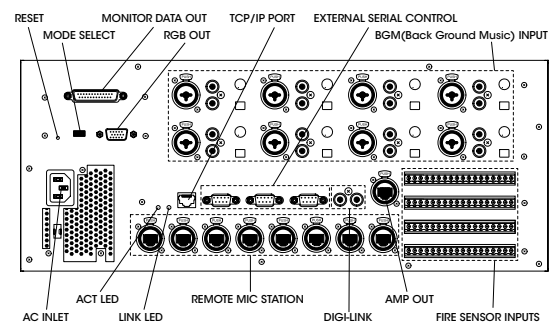 RESET
MONITOR DATA OUT
TCP/IP PORT
EXTERNAL SERIAL CONTROL
MODE SELECT
RGB OUT
BGM(Back Ground Music) INPUT
ACT LED
REMOTE MIC STATION
AMP OUT
AC INLET
LINK LED
DIGI-LINK
FIRE SENSOR INPUTS